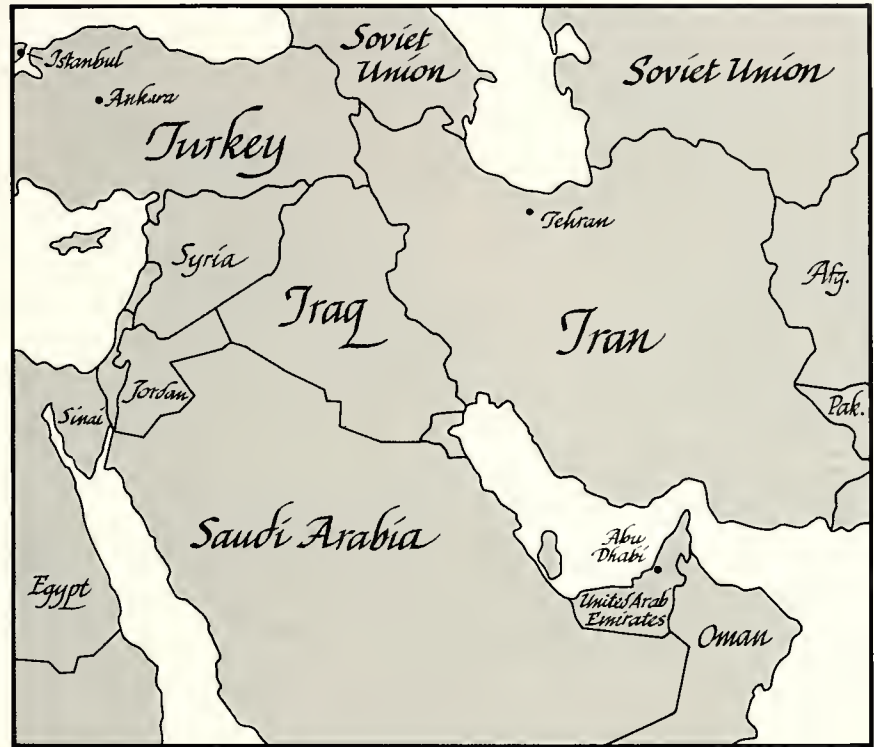 Soviet
Union
Soviet Union
Istanbul
Ankara
Turkey
Tehran
Syria
Afg.
Iraq
Iran
Jordan
Pak.
Sinai
Saudi Arabia
Abu
Dhabi
Egypt
United Arab
Emirates
Oman